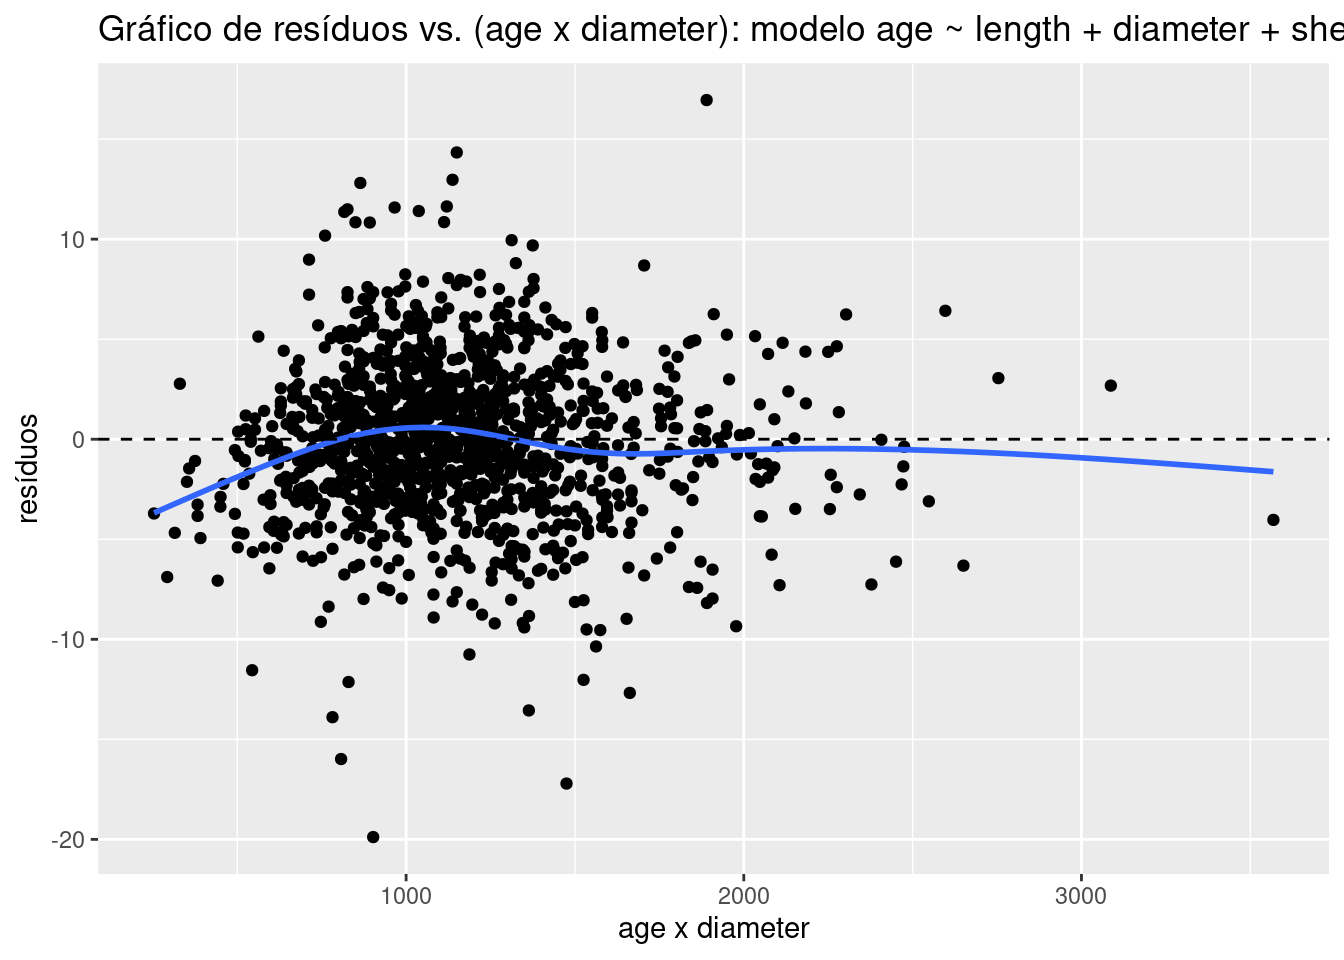 Gráfico de resíduos vs. (age x diameter): modelo age ~ length + diameter + she
resíduos
10
0
-10
-20
1000 2000 3000
age x diameter